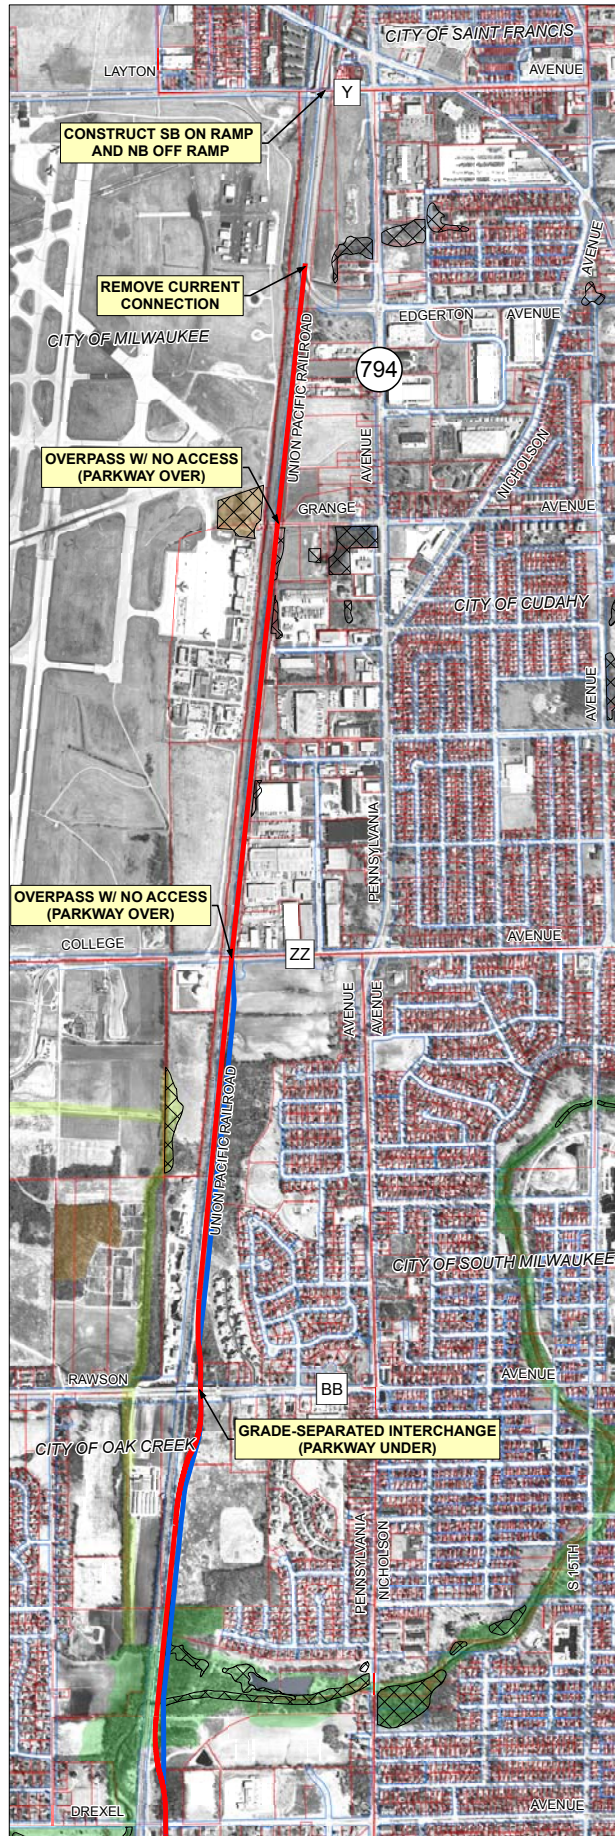 CITY OF SAINT FRANCIS
LAYTON
AVENUE
Y
CONSTRUCT SB ON RAMP
AND NB OFF RAMP
AVENUE
REMOVE CURRENT
CONNECTION
EDGERTON AVENUE
CITY OF MILWAUKEE
UNION PACIFIC RAILROAD
794
AVENUE
NICHOLSON
OVERPASS W/ NO ACCESS
(PARKWAY OVER)
GRANGE
AVENUE
CITY OF CUDAHY
AVENUE
PENNSYLVANIA
OVERPASS W/ NO ACCESS
(PARKWAY OVER)
COLLEGE
ZZ
AVENUE
AVENUE
AVENUE
UNION PACIFIC RAILROAD
CITY OF SOUTH MILWAUKEE
RAWSON
BB
AVENUE
GRADE-SEPARATED INTERCHANGE
(PARKWAY UNDER)
CITY OF OAK CREEK
PENNSYLVANIA
NICHOLSON
S 15TH
DREXEL
AVENUE